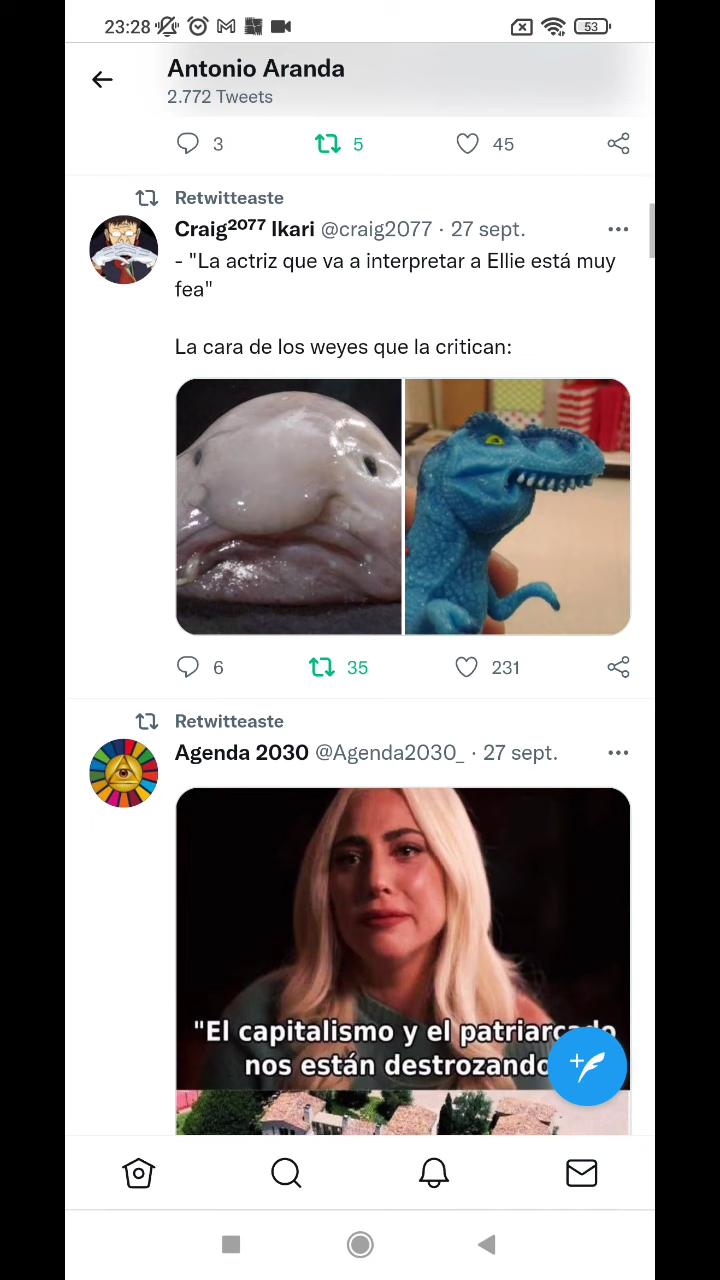 23:28
53
Antonio Aranda
2.772 Tweets
3 5 45
Retwitteaste
Craig²⁰⁷⁷ Ikari @craig2077 · 27 sept.
- "La actriz que va a interpretar a Ellie está muy
fea"
La cara de los weyes que la critican:
6 35 231
Retwitteaste
Agenda 2030 @Agenda2030_ · 27 sept.
"El capitalismo y el patriarcado
nos están destrozando